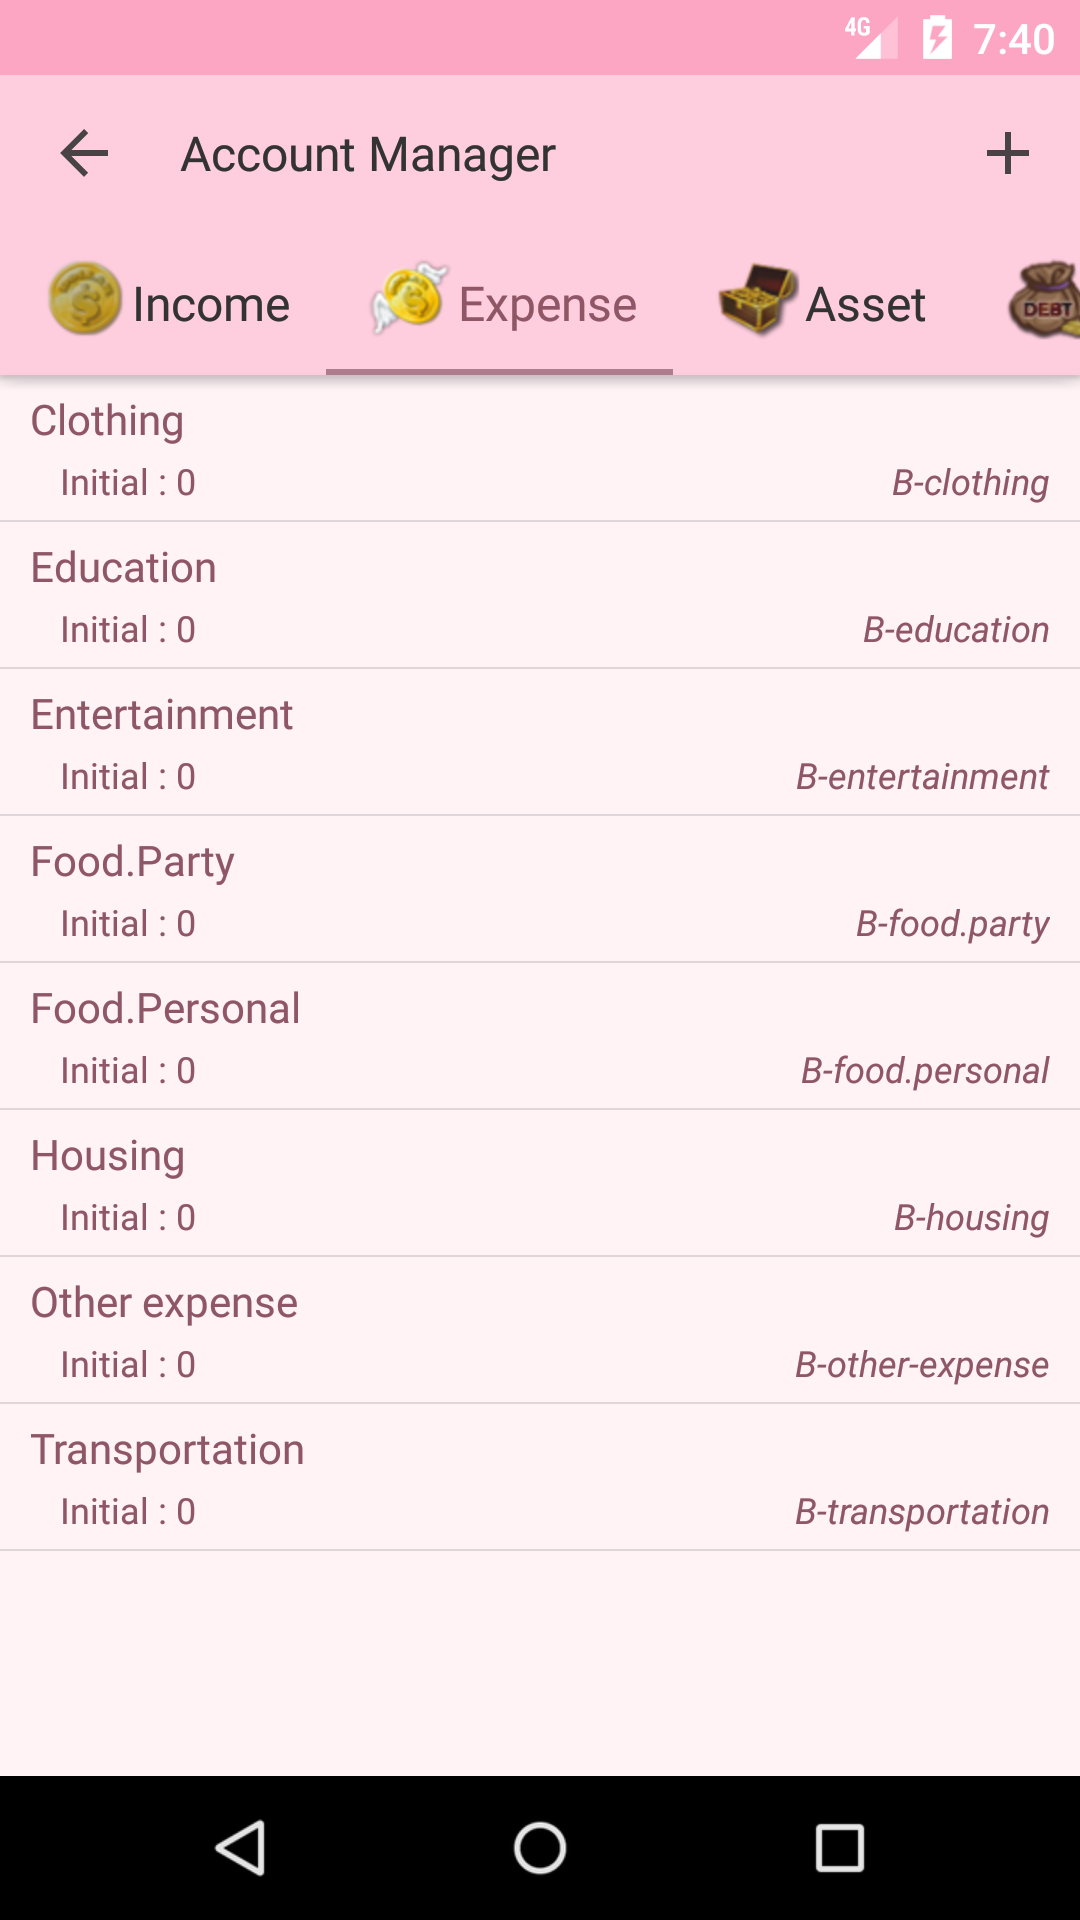 4G 7:40
Account Manager
Income Expense Asset DEBT
Clothing
Initial : 0 B-clothing
Education
Initial : 0 B-education
Entertainment
Initial : 0 B-entertainment
Food.Party
Initial : 0 B-food.party
Food.Personal
Initial : 0 B-food.personal
Housing
Initial : 0 B-housing
Other expense
Initial : 0 B-other-expense
Transportation
Initial : 0 B-transportation